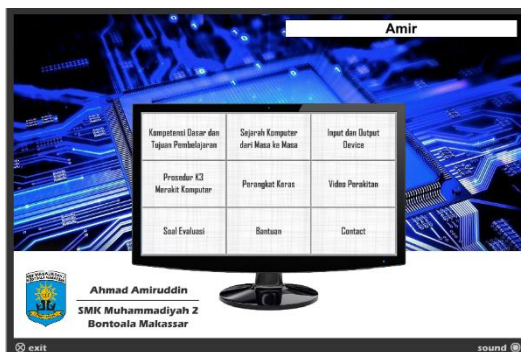 Amir
Kompetensi Dasar dan
Tujuan Pembelajaran
Sejarah Komputer
dari Masa ke Masa
Input dan Output
Device
Prosedur K3
Merakit Komputer
Perangkat Keras
Video Perakitan
Soal Evaluasi
Bantuan
Contact
Ahmad Amiruddin
SMK Muhammadiyah 2
Bontoala Makassar
exit
sound